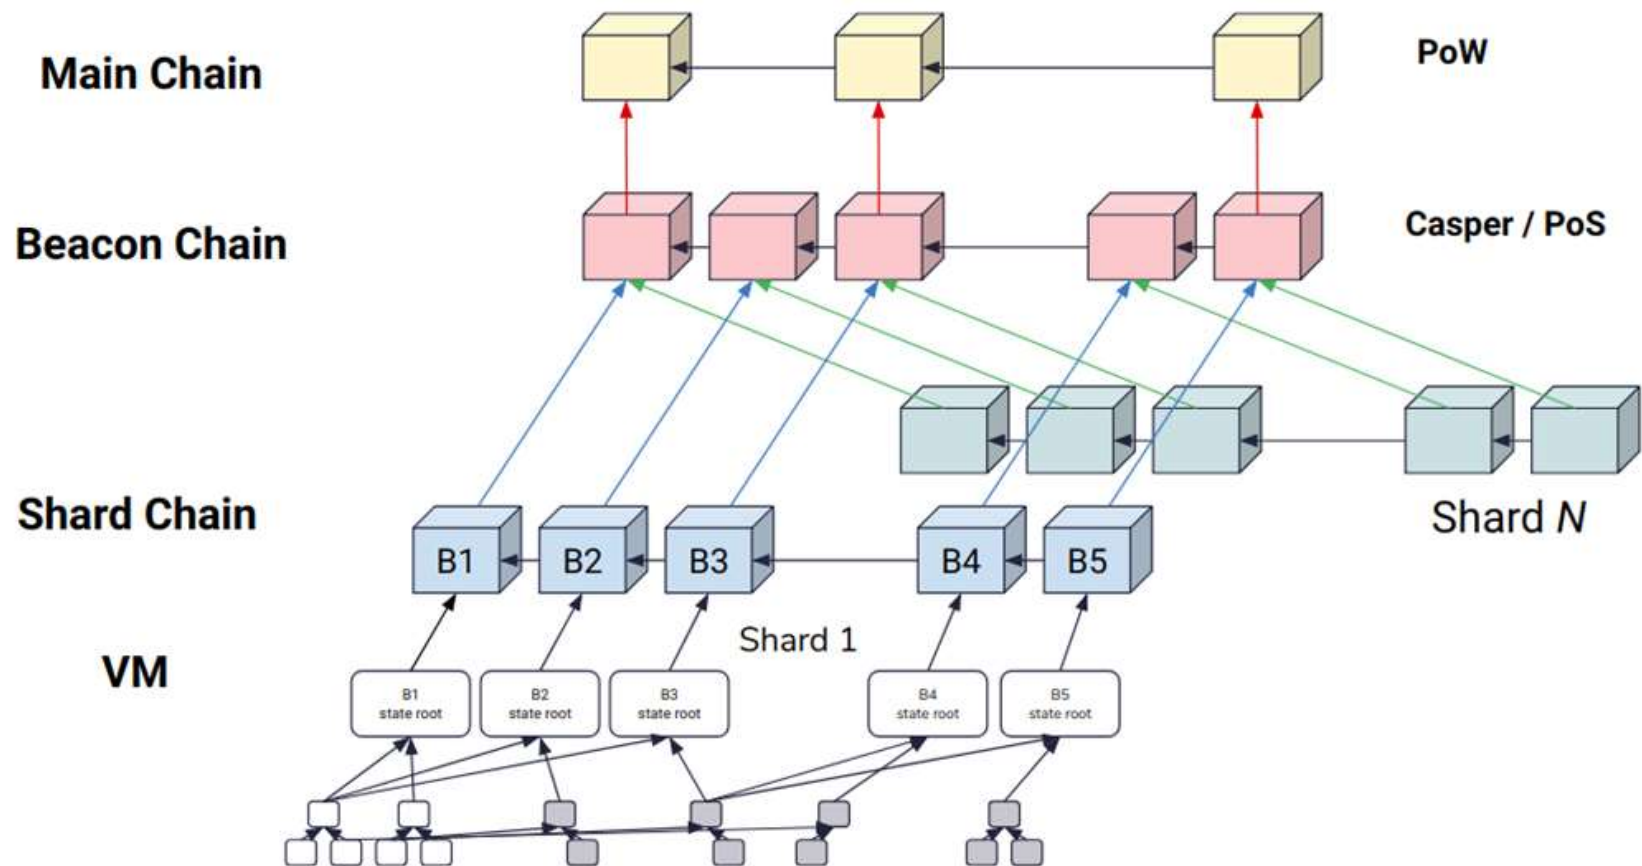 Main Chain
PoW
Beacon Chain
Casper / PoS
Shard Chain
Shard N
B1
B2
B3
B4
B5
Shard 1
VM
B1
state root
B2
state root
B3
state root
B4
state root
B5
state root